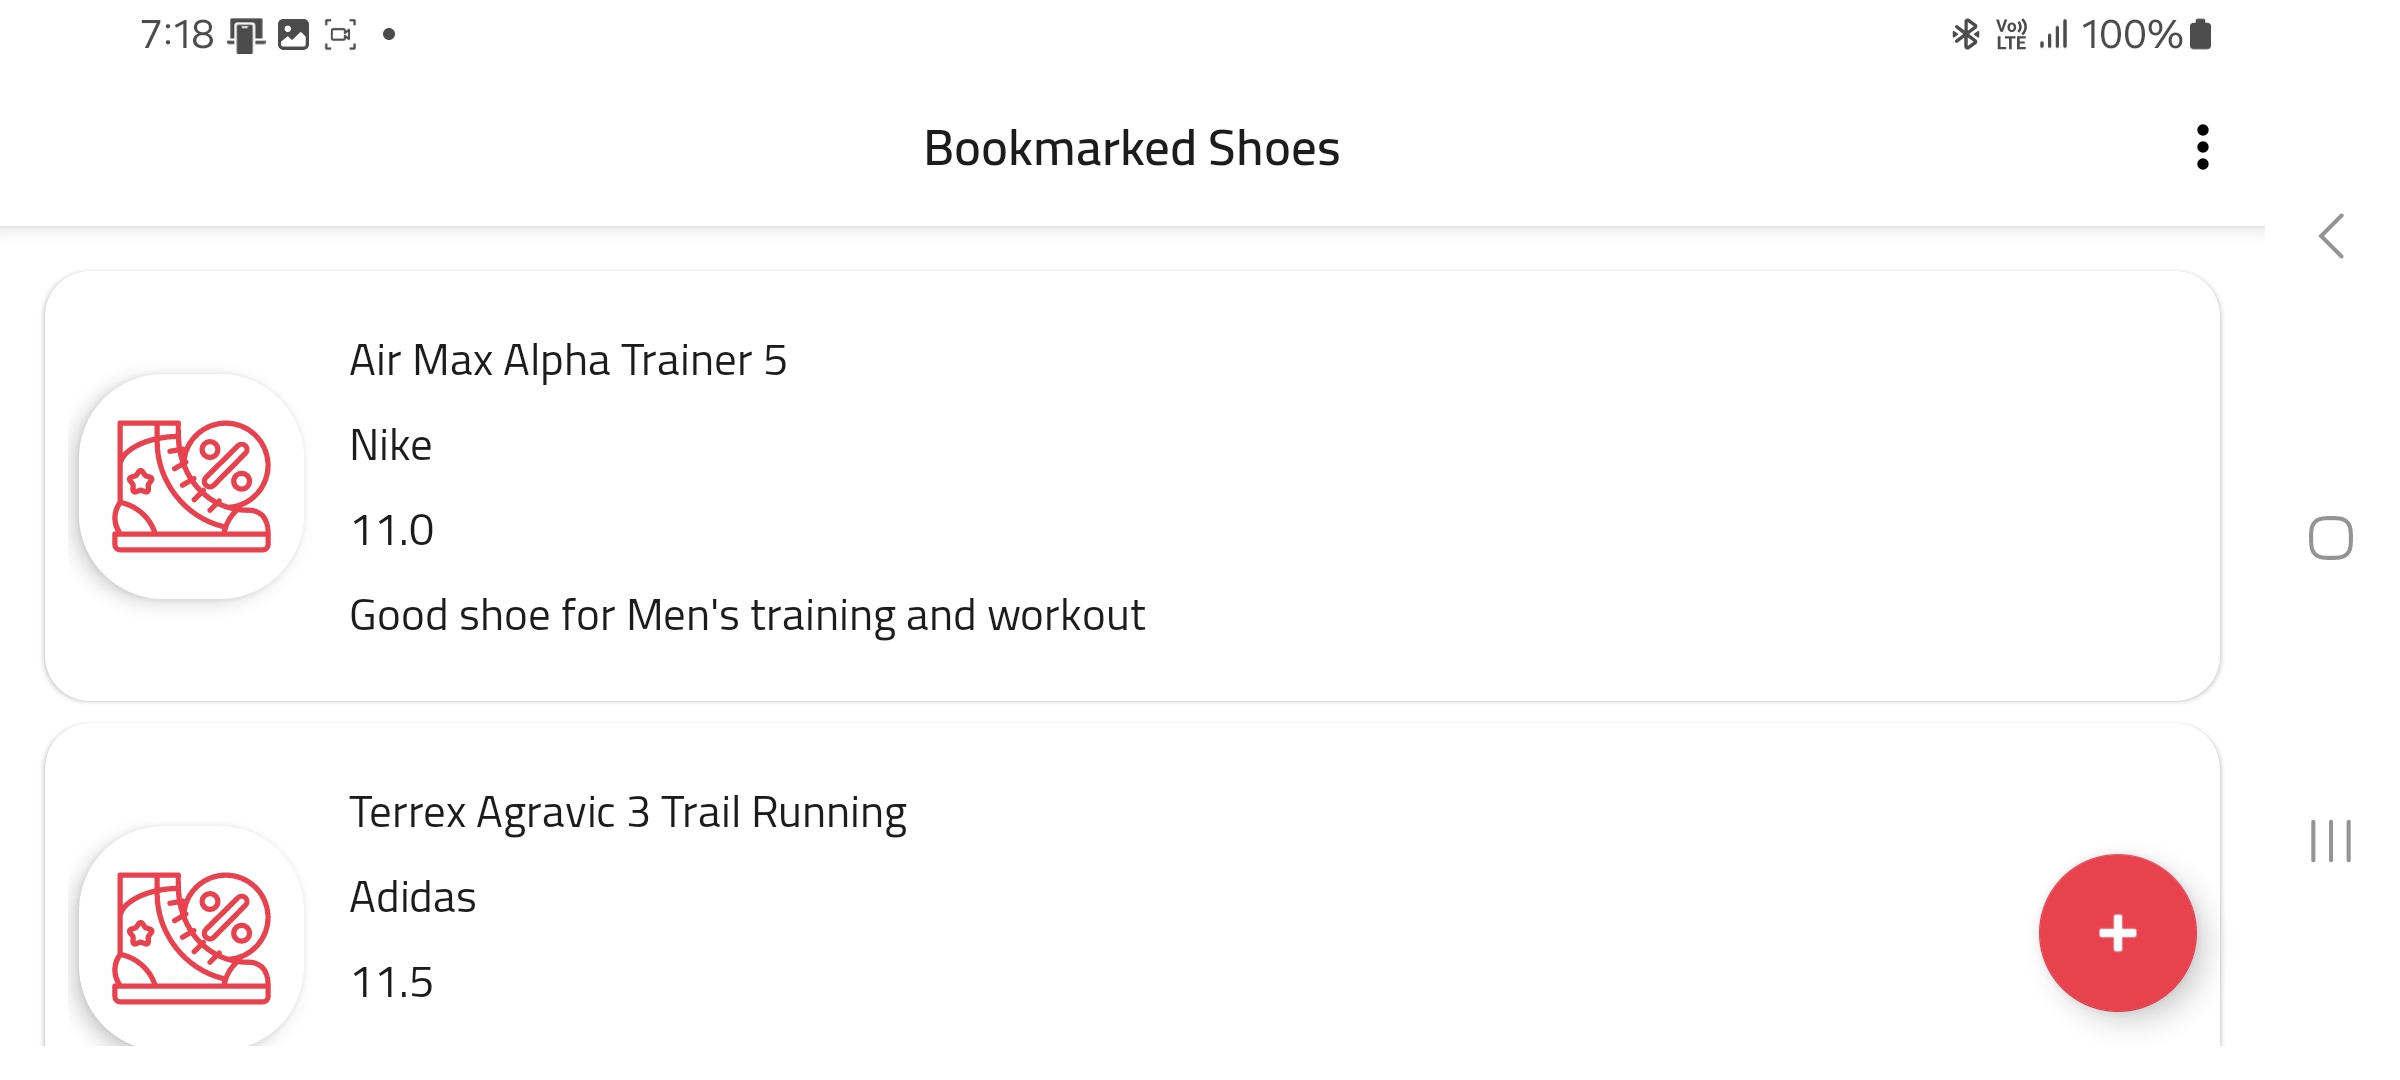 7:18
Vo)) LTE 100%
Bookmarked Shoes
Air Max Alpha Trainer 5
Nike
11.0
Good shoe for Men's training and workout
Terrex Agravic 3 Trail Running
Adidas
11.5